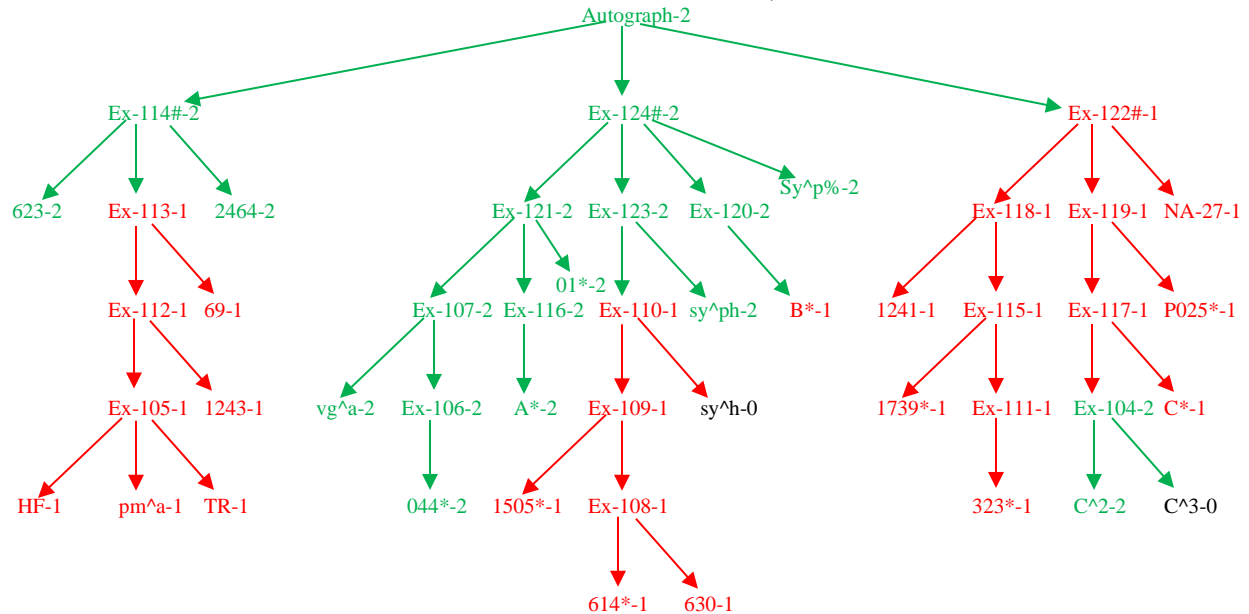 Autograph-2
Ex-114#-2 Ex-124#-2 Ex-122#-1
Sy^p%-2
623-2 Ex-113-1 2464-2 Ex-121-2 Ex-123-2 Ex-120-2 Ex-118-1 Ex-119-1 NA-27-1
01*-2
Ex-112-1 69-1 Ex-107-2 Ex-116-2 Ex-110-1 sy^ph-2 B*-1 1241-1 Ex-115-1 Ex-117-1 P025*-1
Ex-105-1 1243-1 vg^a-2 Ex-106-2 A*-2 Ex-109-1 sy^h-0 1739*-1 Ex-111-1 Ex-104-2 C*-1
HF-1 pm^a-1 TR-1 044*-2 1505*-1 Ex-108-1 323*-1 C^2-2 C^3-0
614*-1 630-1